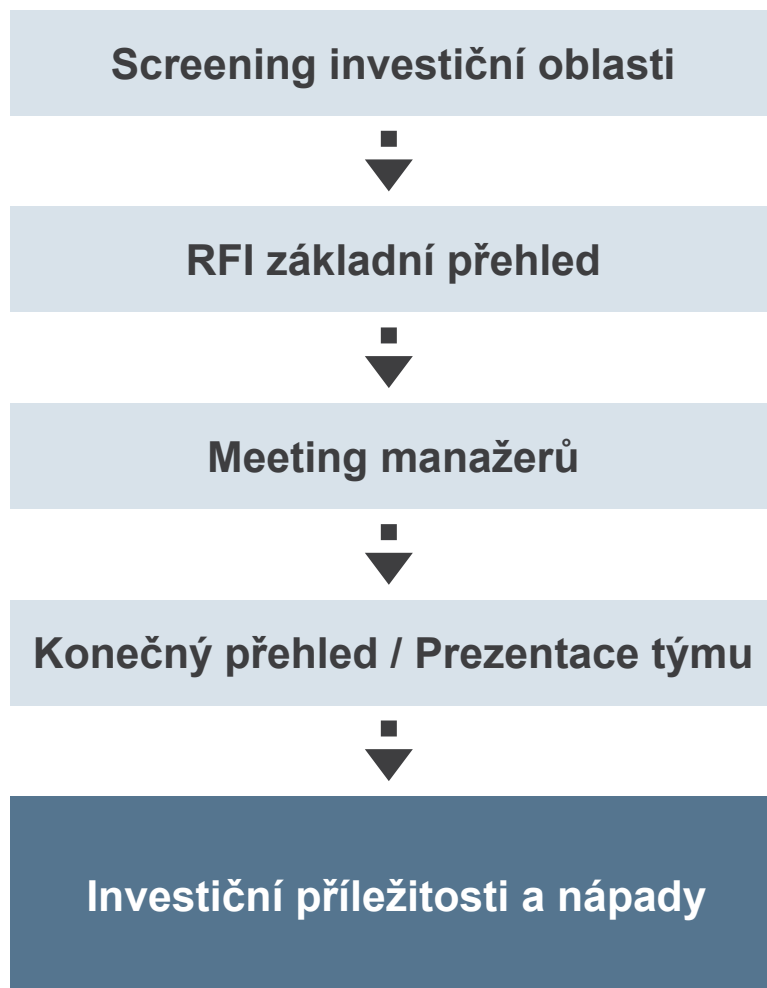 Screening investiční oblasti
RFI základní přehled
Meeting manažerů
Konečný přehled / Prezentace týmu
Investiční příležitosti a nápady